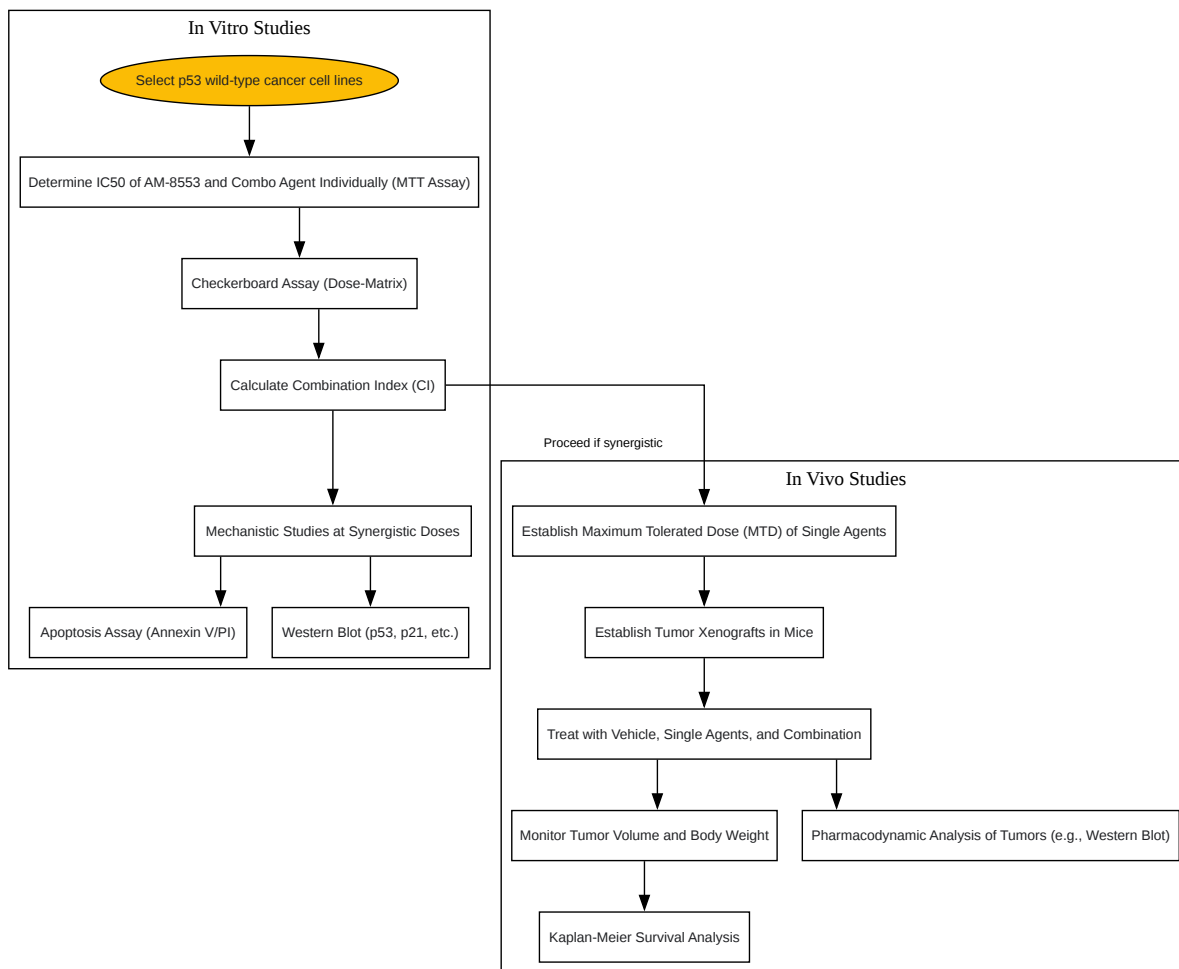 In Vitro Studies
Select p53 wild-type cancer cell lines
Determine IC50 of AM-8553 and Combo Agent Individually (MTT Assay)
Checkerboard Assay (Dose-Matrix)
Calculate Combination Index (CI)
Proceed if synergistic
Mechanistic Studies at Synergistic Doses
Apoptosis Assay (Annexin V/PI)
Western Blot (p53, p21, etc.)
In Vivo Studies
Establish Maximum Tolerated Dose (MTD) of Single Agents
Establish Tumor Xenografts in Mice
Treat with Vehicle, Single Agents, and Combination
Monitor Tumor Volume and Body Weight
Pharmacodynamic Analysis of Tumors (e.g., Western Blot)
Kaplan-Meier Survival Analysis